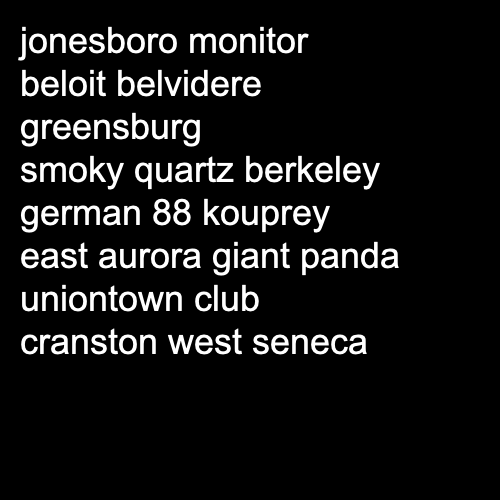 jonesboro monitor
beloit belvidere
greensburg
smoky quartz berkeley
german 88 kouprey
east aurora giant panda
uniontown club
cranston west seneca